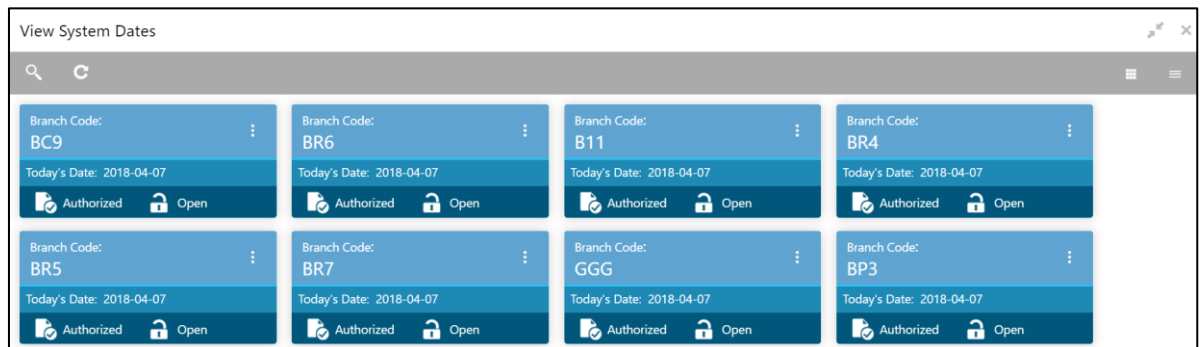 View System Dates
Branch Code:
BC9
Today's Date: 2018-04-07
Authorized Open
Branch Code:
BR6
Today's Date: 2018-04-07
Authorized Open
Branch Code:
B11
Today's Date: 2018-04-07
Authorized Open
Branch Code:
BR4
Today's Date: 2018-04-07
Authorized Open
Branch Code:
BR5
Today's Date: 2018-04-07
Authorized Open
Branch Code:
BR7
Today's Date: 2018-04-07
Authorized Open
Branch Code:
GGG
Today's Date: 2018-04-07
Authorized Open
Branch Code:
BP3
Today's Date: 2018-04-07
Authorized Open